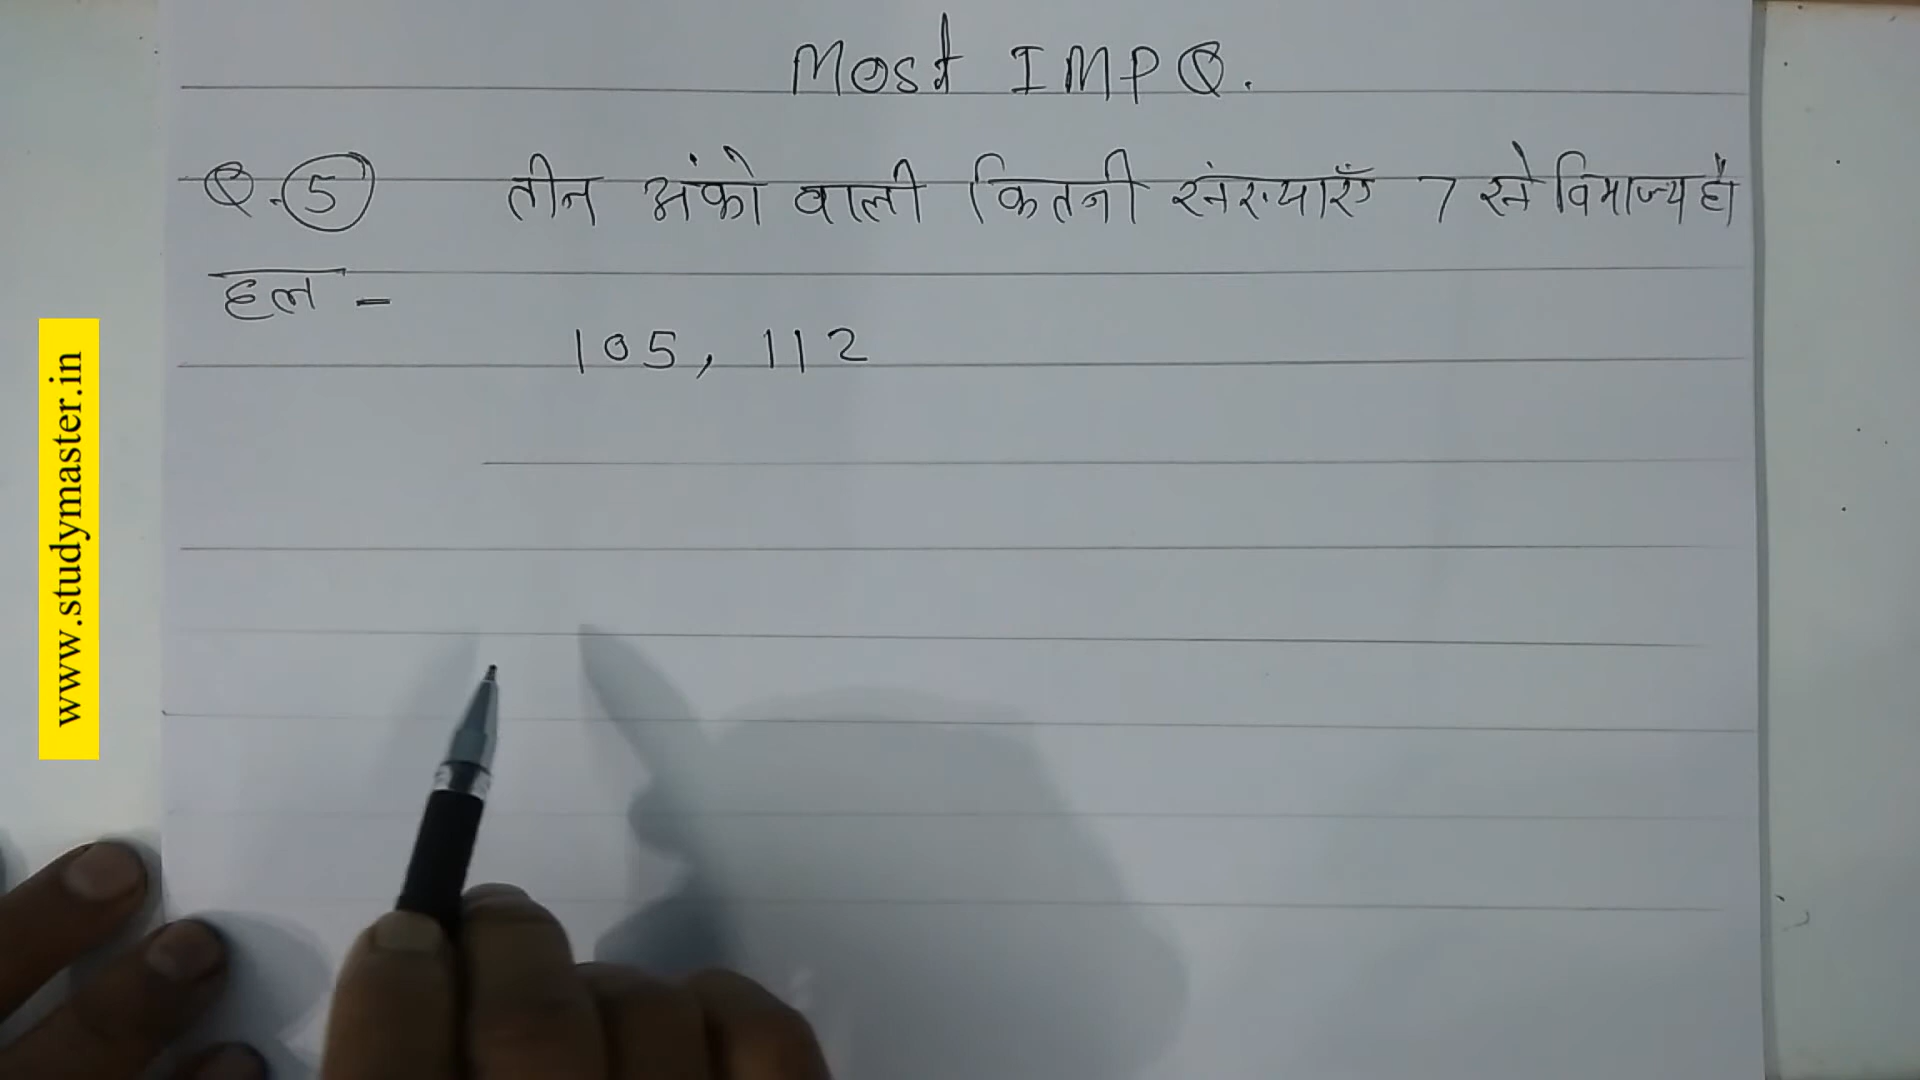 Most IMP Q.
Q.5 तीन अंको वाली कितनी संख्याएँ 7 से विभाज्य है
हल -
105, 112
www.studymaster.in